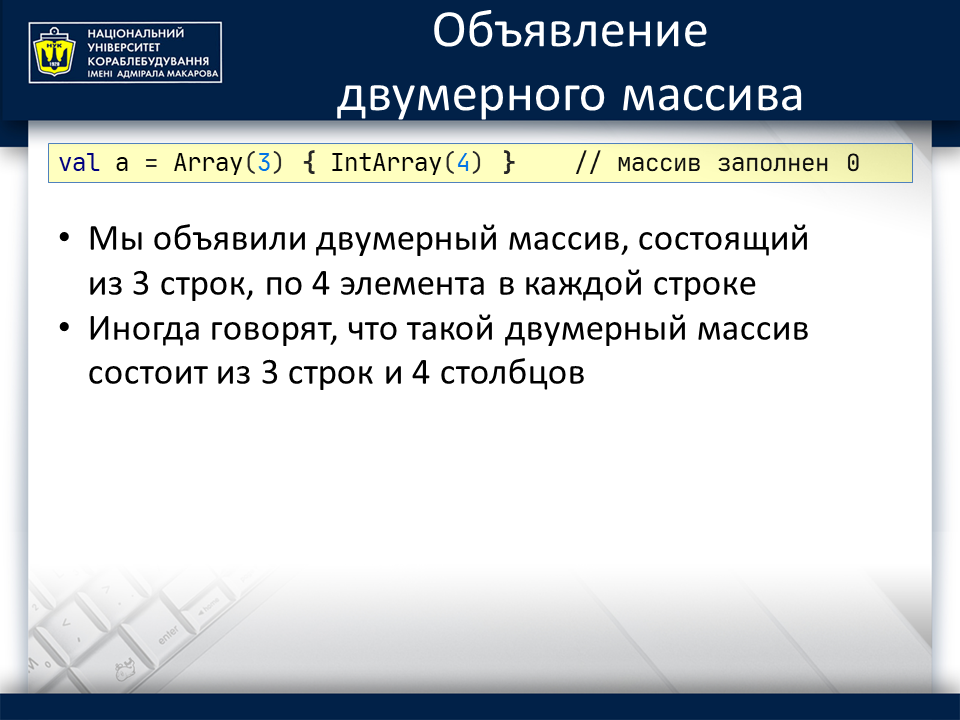 НАЦІОНАЛЬНИЙ
УНІВЕРСИТЕТ
КОРАБЛЕБУДУВАННЯ
ІМЕНІ АДМІРАЛА МАКАРОВА
Объявление
двумерного массива
val a = Array(3) { IntArray(4) } // массив заполнен 0
• Мы объявили двумерный массив, состоящий
из 3 строк, по 4 элемента в каждой строке
• Иногда говорят, что такой двумерный массив
состоит из 3 строк и 4 столбцов
enter